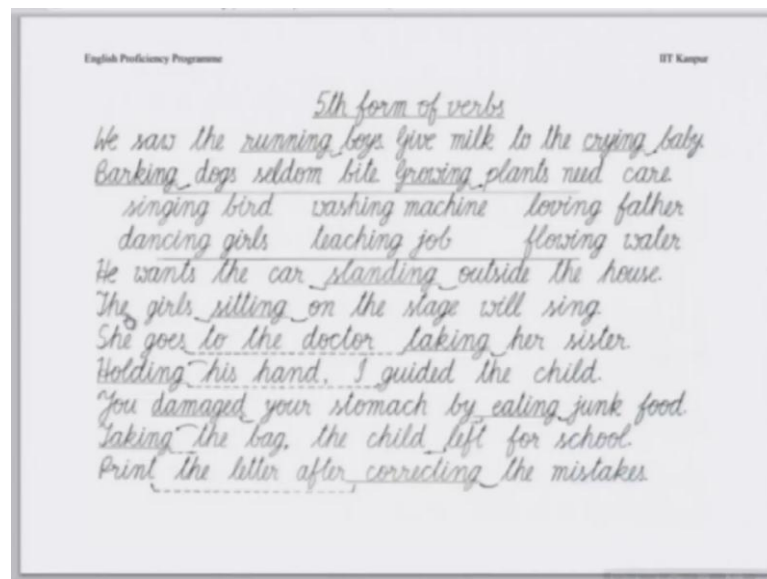 English Proficiency Programme IIT Kanpur
5th form of verbs
We saw the running boys. Give milk to the crying baby.
Barking dogs seldom bite. Growing plants need care.
singing bird washing machine loving father
dancing girls teaching job flowing water
He wants the car standing outside the house.
The girls sitting on the stage will sing.
She goes to the doctor taking her sister.
Holding his hand, I guided the child.
You damaged your stomach by eating junk food.
Taking the bag, the child left for school.
Print the letter after correcting the mistakes.